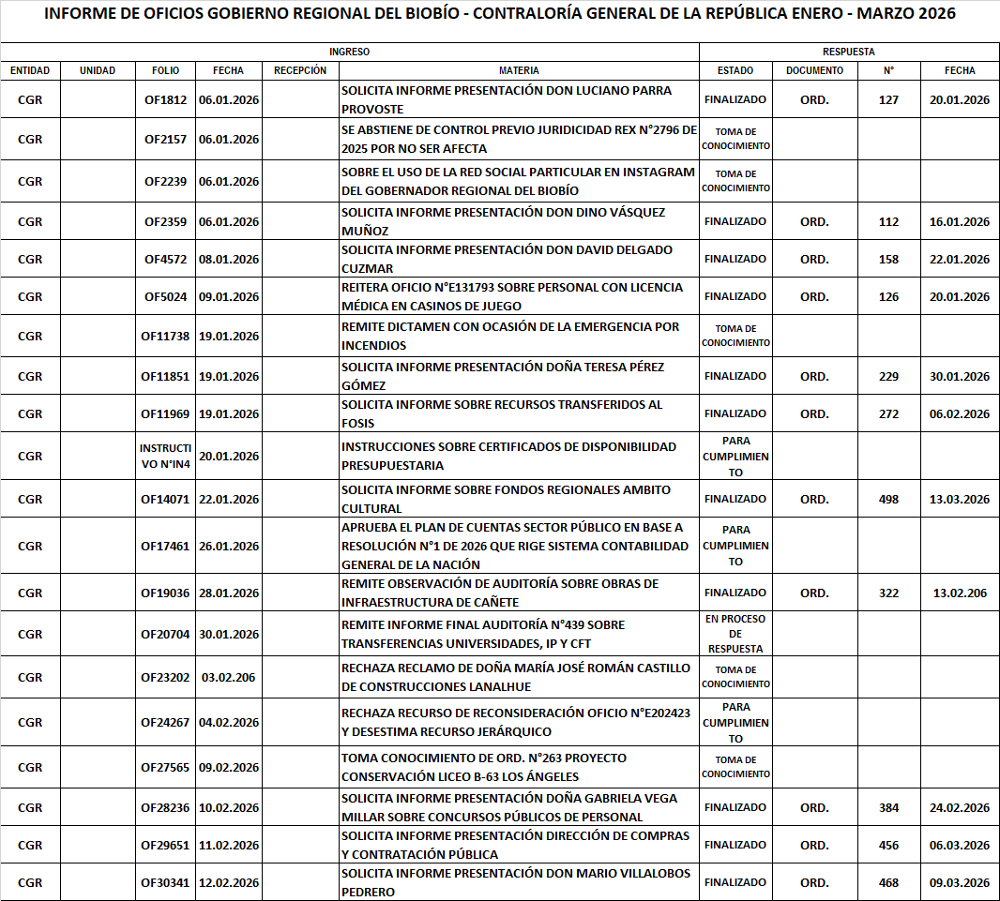 INFORME DE OFICIOS GOBIERNO REGIONAL DEL BIOBÍO - CONTRALORÍA GENERAL DE LA REPÚBLICA ENERO - MARZO 2026
INGRESO RESPUESTA
ENTIDAD UNIDAD FOLIO FECHA RECEPCIÓN MATERIA ESTADO DOCUMENTO N° FECHA
CGR OF1812 06.01.2026 SOLICITA INFORME PRESENTACIÓN DON LUCIANO PARRA
PROVOSTE FINALIZADO ORD. 127 20.01.2026
CGR OF2157 06.01.2026 SE ABSTIENE DE CONTROL PREVIO JURIDICIDAD REX N°2796 DE
2025 POR NO SER AFECTA TOMA DE
CONOCIMIENTO
CGR OF2239 06.01.2026 SOBRE EL USO DE LA RED SOCIAL PARTICULAR EN INSTAGRAM
DEL GOBERNADOR REGIONAL DEL BIOBÍO TOMA DE
CONOCIMIENTO
CGR OF2359 06.01.2026 SOLICITA INFORME PRESENTACIÓN DON DINO VÁSQUEZ
MUÑOZ FINALIZADO ORD. 112 16.01.2026
CGR OF4572 08.01.2026 SOLICITA INFORME PRESENTACIÓN DON DAVID DELGADO
CUZMAR FINALIZADO ORD. 158 22.01.2026
CGR OF5024 09.01.2026 REITERA OFICIO N°E131793 SOBRE PERSONAL CON LICENCIA
MÉDICA EN CASINOS DE JUEGO FINALIZADO ORD. 126 20.01.2026
CGR OF11738 19.01.2026 REMITE DICTAMEN CON OCASIÓN DE LA EMERGENCIA POR
INCENDIOS TOMA DE
CONOCIMIENTO
CGR OF11851 19.01.2026 SOLICITA INFORME PRESENTACIÓN DOÑA TERESA PÉREZ
GÓMEZ FINALIZADO ORD. 229 30.01.2026
CGR OF11969 19.01.2026 SOLICITA INFORME SOBRE RECURSOS TRANSFERIDOS AL
FOSIS FINALIZADO ORD. 272 06.02.2026
CGR INSTRUCTI
VO N°IN4 20.01.2026 INSTRUCCIONES SOBRE CERTIFICADOS DE DISPONIBILIDAD
PRESUPUESTARIA PARA
CUMPLIMIEN
TO
CGR OF14071 22.01.2026 SOLICITA INFORME SOBRE FONDOS REGIONALES AMBITO
CULTURAL FINALIZADO ORD. 498 13.03.2026
CGR OF17461 26.01.2026 APRUEBA EL PLAN DE CUENTAS SECTOR PÚBLICO EN BASE A
RESOLUCIÓN N°1 DE 2026 QUE RIGE SISTEMA CONTABILIDAD
GENERAL DE LA NACIÓN PARA
CUMPLIMIEN
TO
CGR OF19036 28.01.2026 REMITE OBSERVACIÓN DE AUDITORÍA SOBRE OBRAS DE
INFRAESTRUCTURA DE CAÑETE FINALIZADO ORD. 322 13.02.206
CGR OF20704 30.01.2026 REMITE INFORME FINAL AUDITORÍA N°439 SOBRE
TRANSFERENCIAS UNIVERSIDADES, IP Y CFT EN PROCESO
DE
RESPUESTA
CGR OF23202 03.02.206 RECHAZA RECLAMO DE DOÑA MARÍA JOSÉ ROMÁN CASTILLO
DE CONSTRUCCIONES LANALHUE TOMA DE
CONOCIMIENTO
CGR OF24267 04.02.2026 RECHAZA RECURSO DE RECONSIDERACIÓN OFICIO N°E202423
Y DESESTIMA RECURSO JERÁRQUICO PARA
CUMPLIMIEN
TO
CGR OF27565 09.02.2026 TOMA CONOCIMIENTO DE ORD. N°263 PROYECTO
CONSERVACIÓN LICEO B-63 LOS ÁNGELES TOMA DE
CONOCIMIENTO
CGR OF28236 10.02.2026 SOLICITA INFORME PRESENTACIÓN DOÑA GABRIELA VEGA
MILLAR SOBRE CONCURSOS PÚBLICOS DE PERSONAL FINALIZADO ORD. 384 24.02.2026
CGR OF29651 11.02.2026 SOLICITA INFORME PRESENTACIÓN DIRECCIÓN DE COMPRAS
Y CONTRATACIÓN PÚBLICA FINALIZADO ORD. 456 06.03.2026
CGR OF30341 12.02.2026 SOLICITA INFORME PRESENTACIÓN DON MARIO VILLALOBOS
PEDRERO FINALIZADO ORD. 468 09.03.2026